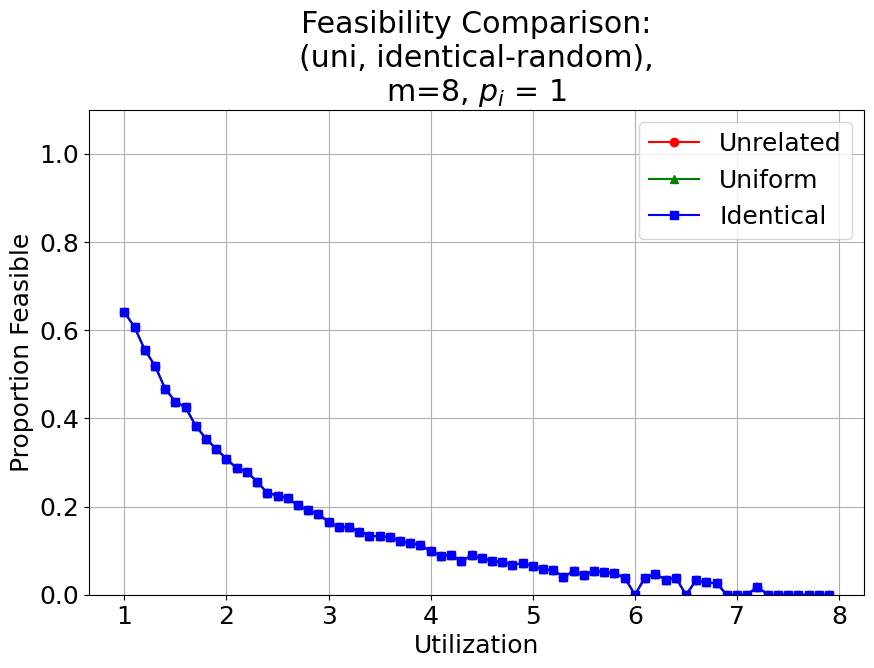 Feasibility Comparison:
(uni, identical-random),
m=8, $p_i$ = 1
Unrelated
Uniform
Identical
Proportion Feasible
1.0
0.8
0.6
0.4
0.2
0.0
1 2 3 4 5 6 7 8
Utilization